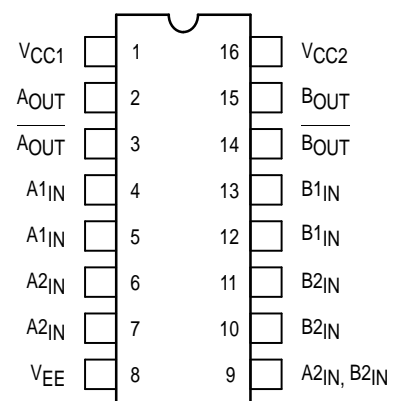 VCC1 1 16 VCC2
AOUT 2 15 BOUT
AOUT 3 14 BOUT
A1IN 4 13 B1IN
A1IN 5 12 B1IN
A2IN 6 11 B2IN
A2IN 7 10 B2IN
VEE 8 9 A2IN, B2IN